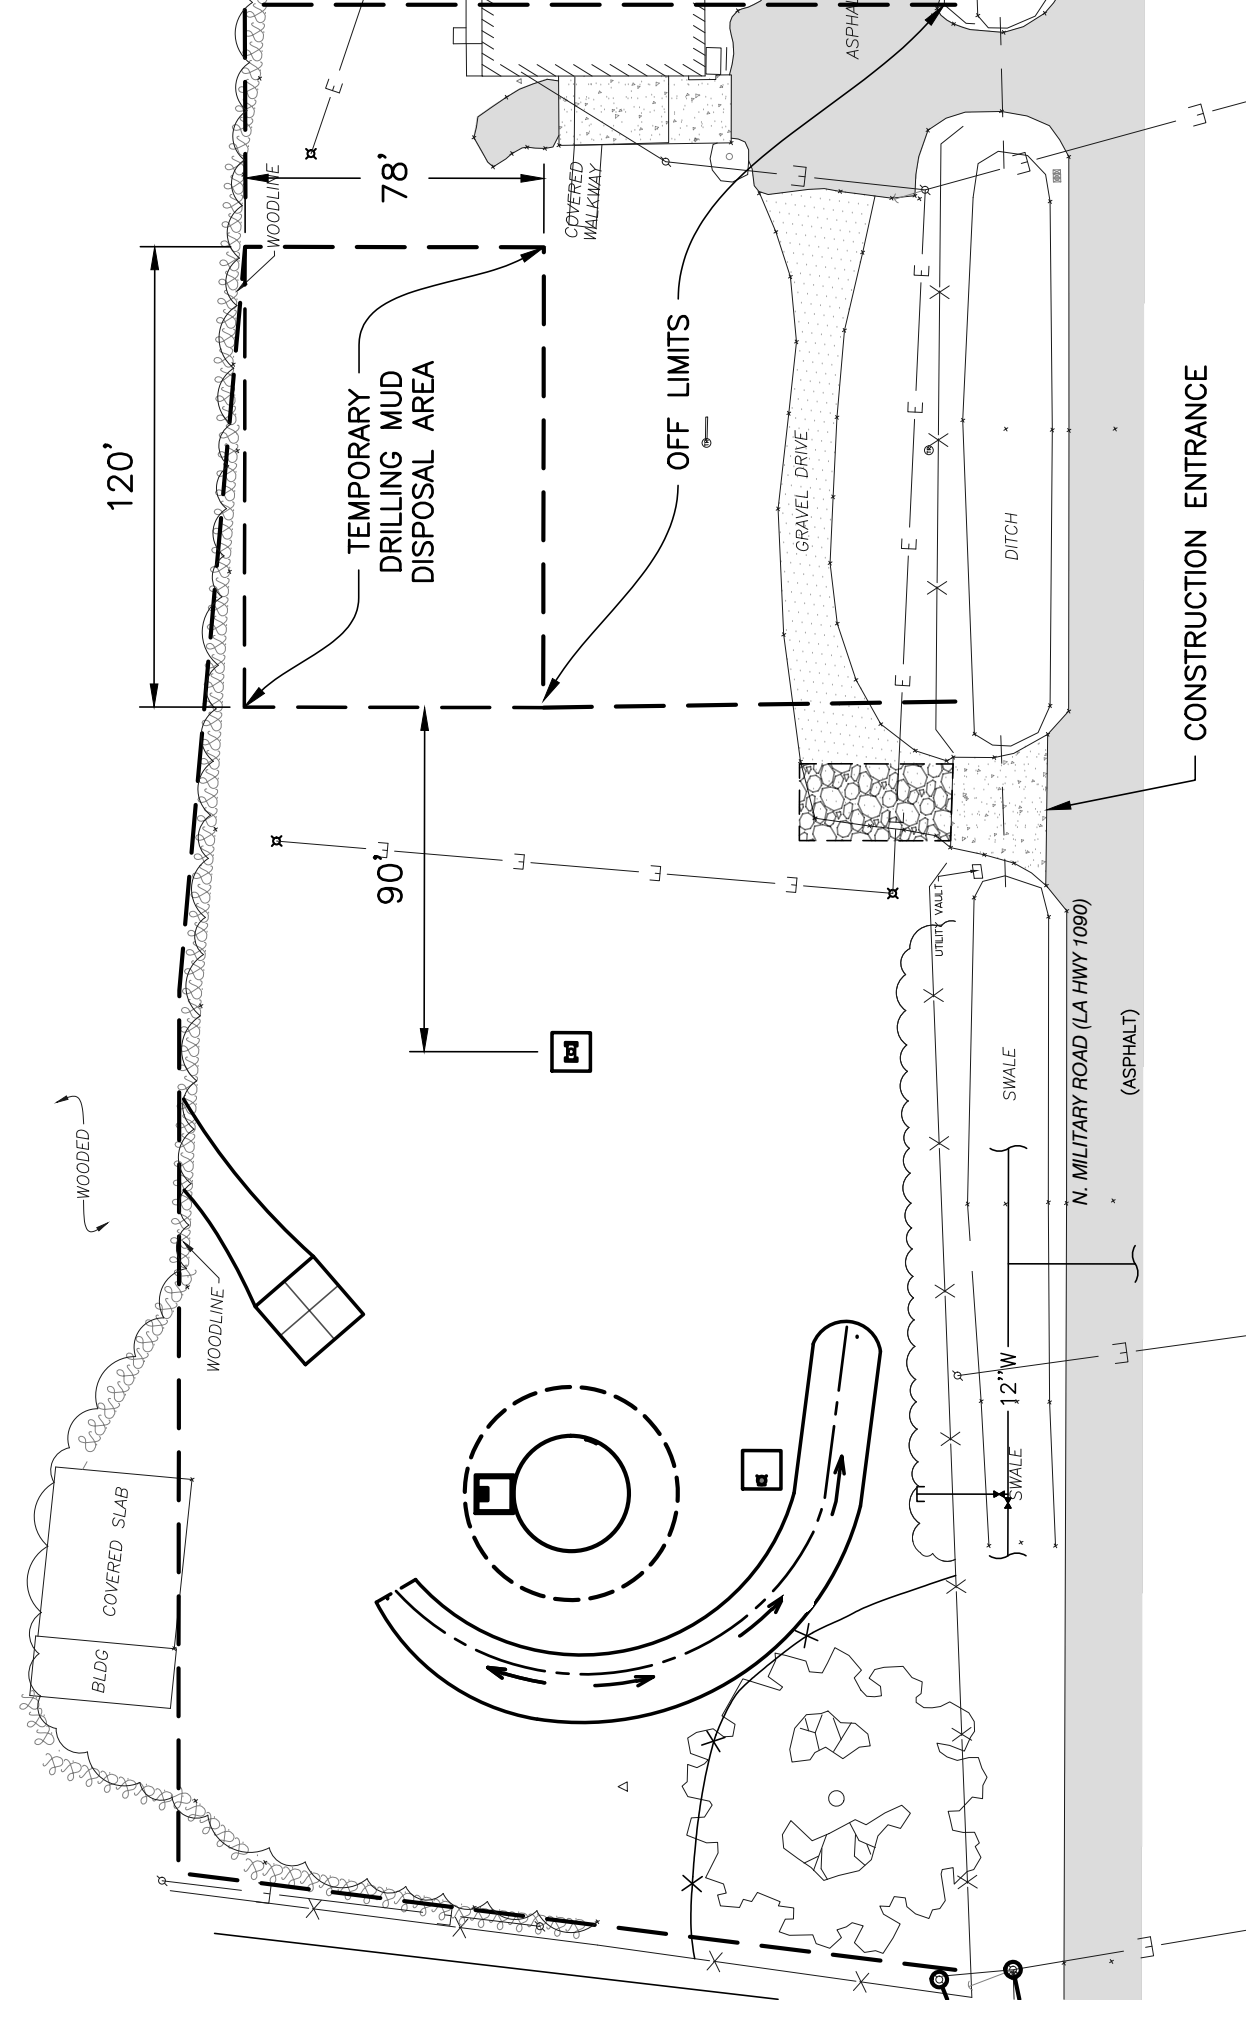 ASPHAL
E
E
78'
WOODLINE
COVERED
WALKWAY
E
E
E
120'
TEMPORARY
DRILLING MUD
DISPOSAL AREA
OFF LIMITS
GRAVEL DRIVE
E
E
E
E
DITCH
CONSTRUCTION ENTRANCE
90'
E
E
E
E
E
UTILITY VAULT
SWALE
N. MILITARY ROAD (LA HWY 1090)
(ASPHALT)
WOODED
WOODLINE
12"W
E
SWALE
COVERED SLAB
BLDG
E
E
E